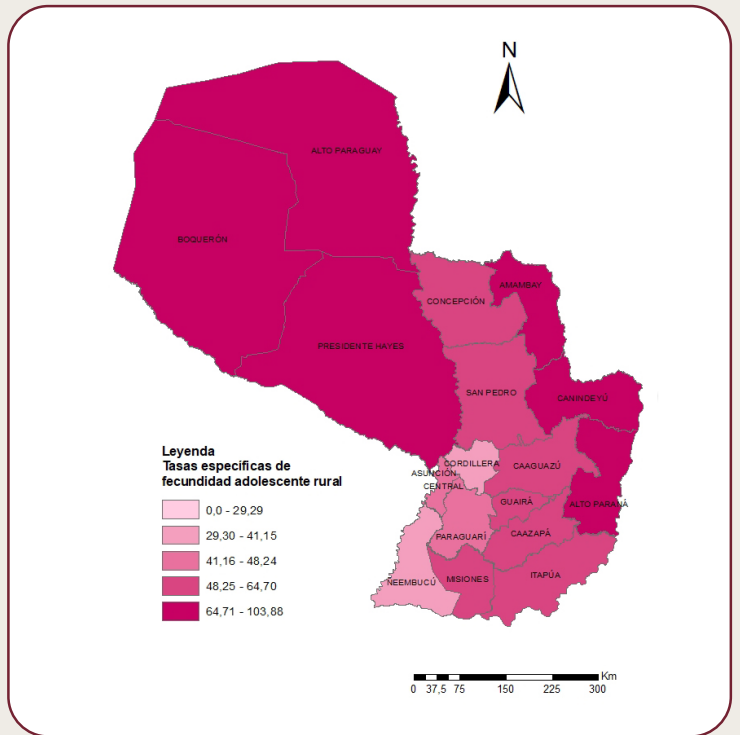 N
ALTO PARAGUAY
BOQUERÓN
AMAMBAY
CONCEPCIÓN
PRESIDENTE HAYES
SAN PEDRO
CANINDEYÚ
CORDILLERA
CAAGUAZÚ
ASUNCIÓN
CENTRAL
GUAIRÁ
ALTO PARANÁ
PARAGUARÍ
CAAZAPÁ
ITAPÚA
MISIONES
ÑEEMBUCÚ
Leyenda
Tasas específicas de
fecundidad adolescente rural
0,0 - 29,29
29,30 - 41,15
41,16 - 48,24
48,25 - 64,70
64,71 - 103,88
Km
0 37,5 75 150 225 300